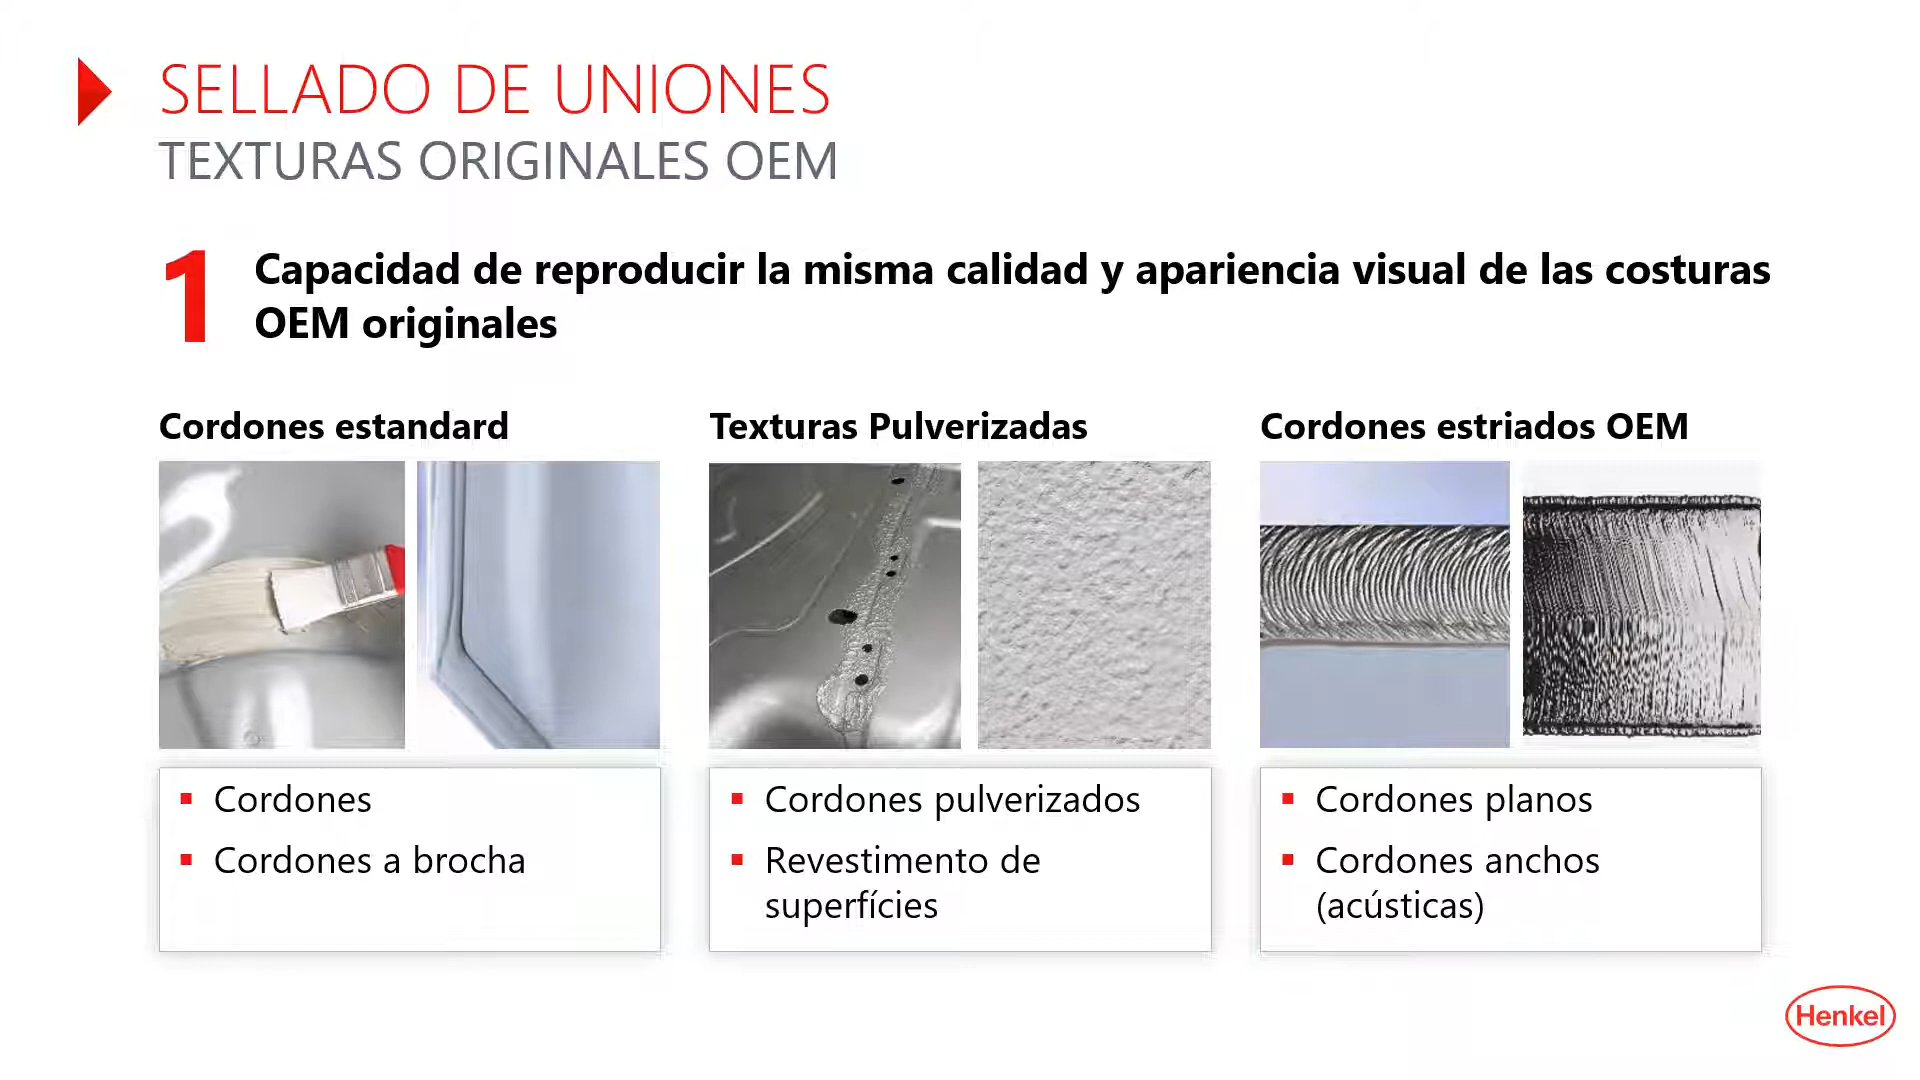 SELLADO DE UNIONES
TEXTURAS ORIGINALES OEM
1
Capacidad de reproducir la misma calidad y apariencia visual de las costuras
OEM originales
Cordones estandard
Texturas Pulverizadas
Cordones estriados OEM
Cordones
Cordones a brocha
Cordones pulverizados
Revestimento de
superfícies
Cordones planos
Cordones anchos
(acústicas)
Henkel